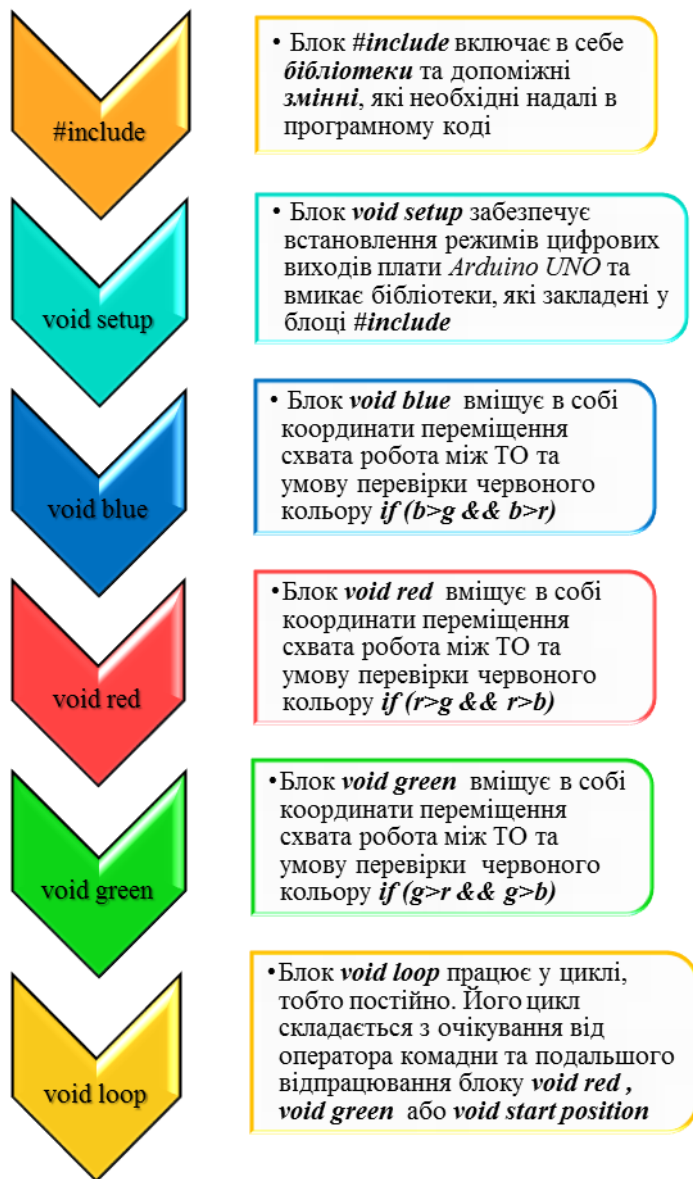 #include
• Блок #include включає в себе
бібліотеки та допоміжні
змінні, які необхідні надалі в
програмному коді
void setup
• Блок void setup забезпечує
встановлення режимів цифрових
виходів плати Arduino UNO та
вмикає бібліотеки, які закладені у
блоці #include
void blue
• Блок void blue вміщує в собі
координати переміщення
схвата робота між ТО та
умову перевірки червоного
кольору if (b>g && b>r)
void red
•Блок void red вміщує в собі
координати переміщення
схвата робота між ТО та
умову перевірки червоного
кольору if (r>g && r>b)
void green
•Блок void green вміщує в собі
координати переміщення
схвата робота між ТО та
умову перевірки червоного
кольору if (g>r && g>b)
void loop
•Блок void loop працює у циклі,
тобто постійно. Його цикл
складається з очікування від
оператора комадни та подальшого
відпрацювання блоку void red ,
void green або void start position